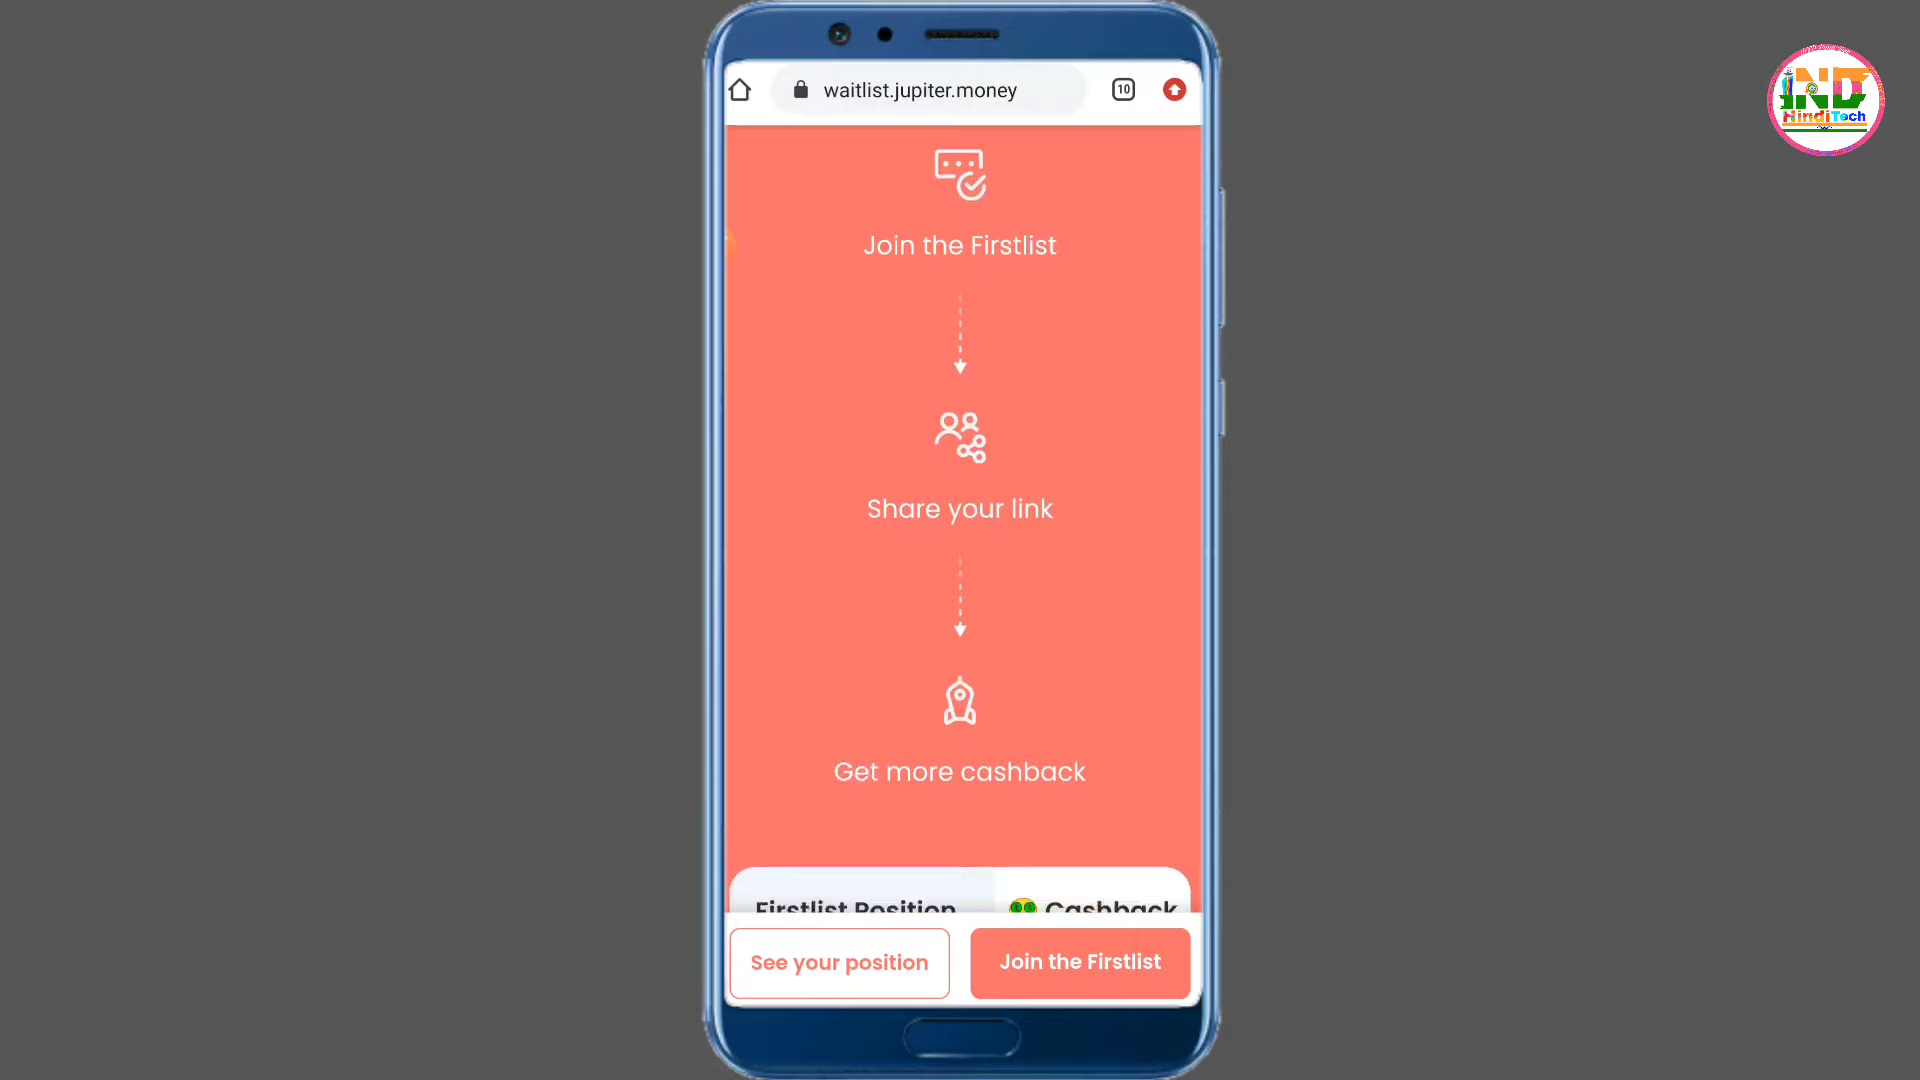 waitlist.jupiter.money
10
IND
HindiTech
Join the Firstlist
Share your link
Get more cashback
Firstlist Position
Cashback
See your position
Join the Firstlist